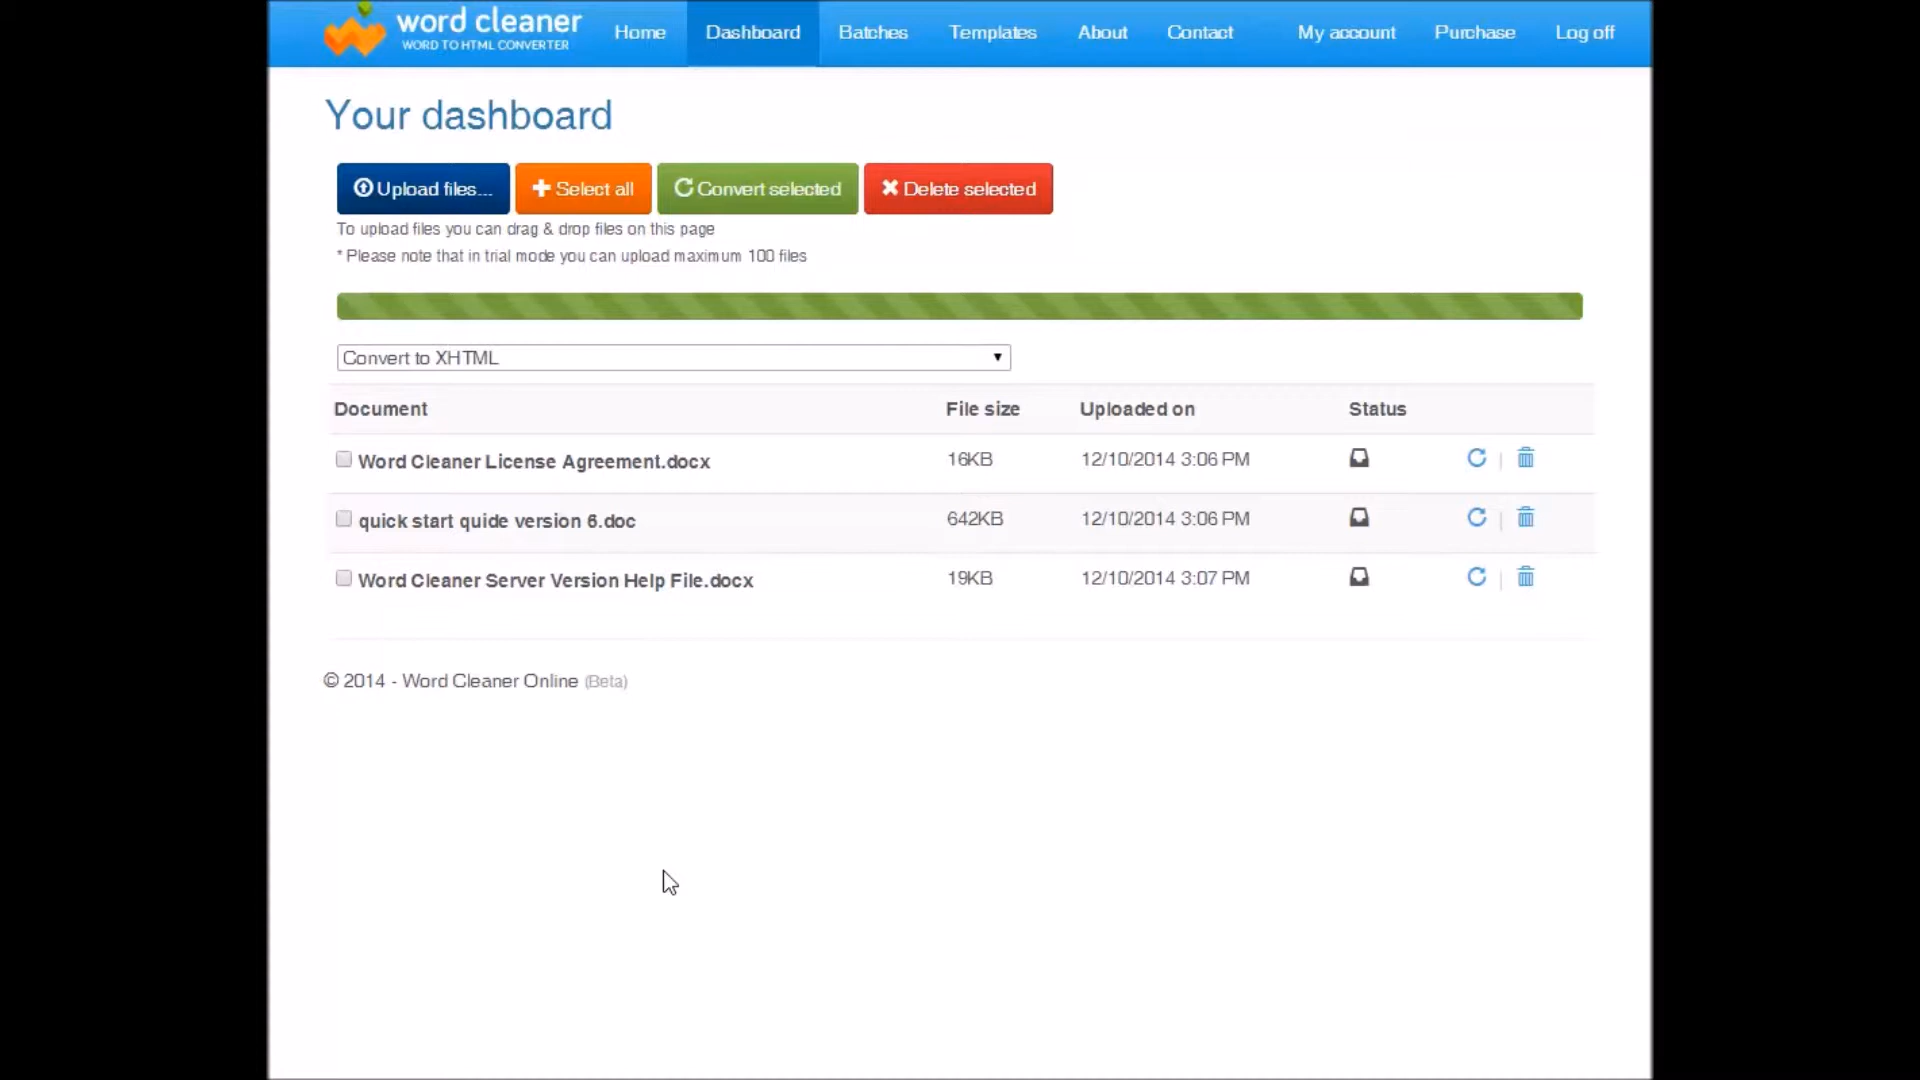 word cleaner
WORD TO HTML CONVERTER
Home Dashboard Batches Templates About Contact My account Purchase Log off
Your dashboard
Upload files... Select all Convert selected Delete selected
To upload files you can drag & drop files on this page
* Please note that in trial mode you can upload maximum 100 files
Convert to XHTML
Document File size Uploaded on Status
Word Cleaner License Agreement.docx 16KB 12/10/2014 3:06 PM |
quick start quide version 6.doc 642KB 12/10/2014 3:06 PM |
Word Cleaner Server Version Help File.docx 19KB 12/10/2014 3:07 PM |
© 2014 - Word Cleaner Online (Beta)